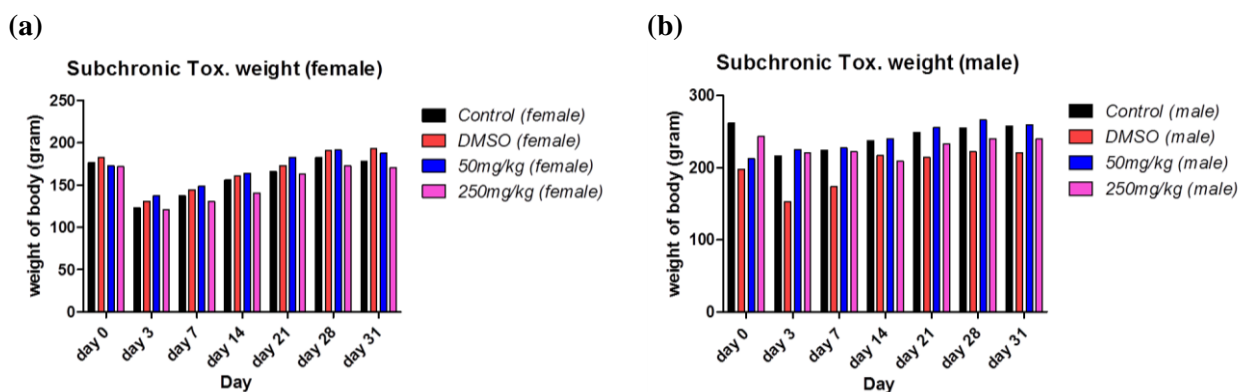 (a)
Subchronic Tox. weight (female)
weight of body (gram)
250
200
150
100
50
0
day 0
day 3
day 7
day 14
day 21
day 28
day 31
Day
Control (female)
DMSO (female)
50mg/kg (female)
250mg/kg (female)
(b)
Subchronic Tox. weight (male)
weight of body (gram)
300
200
100
0
day 0
day 3
day 7
day 14
day 21
day 28
day 31
Day
Control (male)
DMSO (male)
50mg/kg (male)
250mg/kg (male)